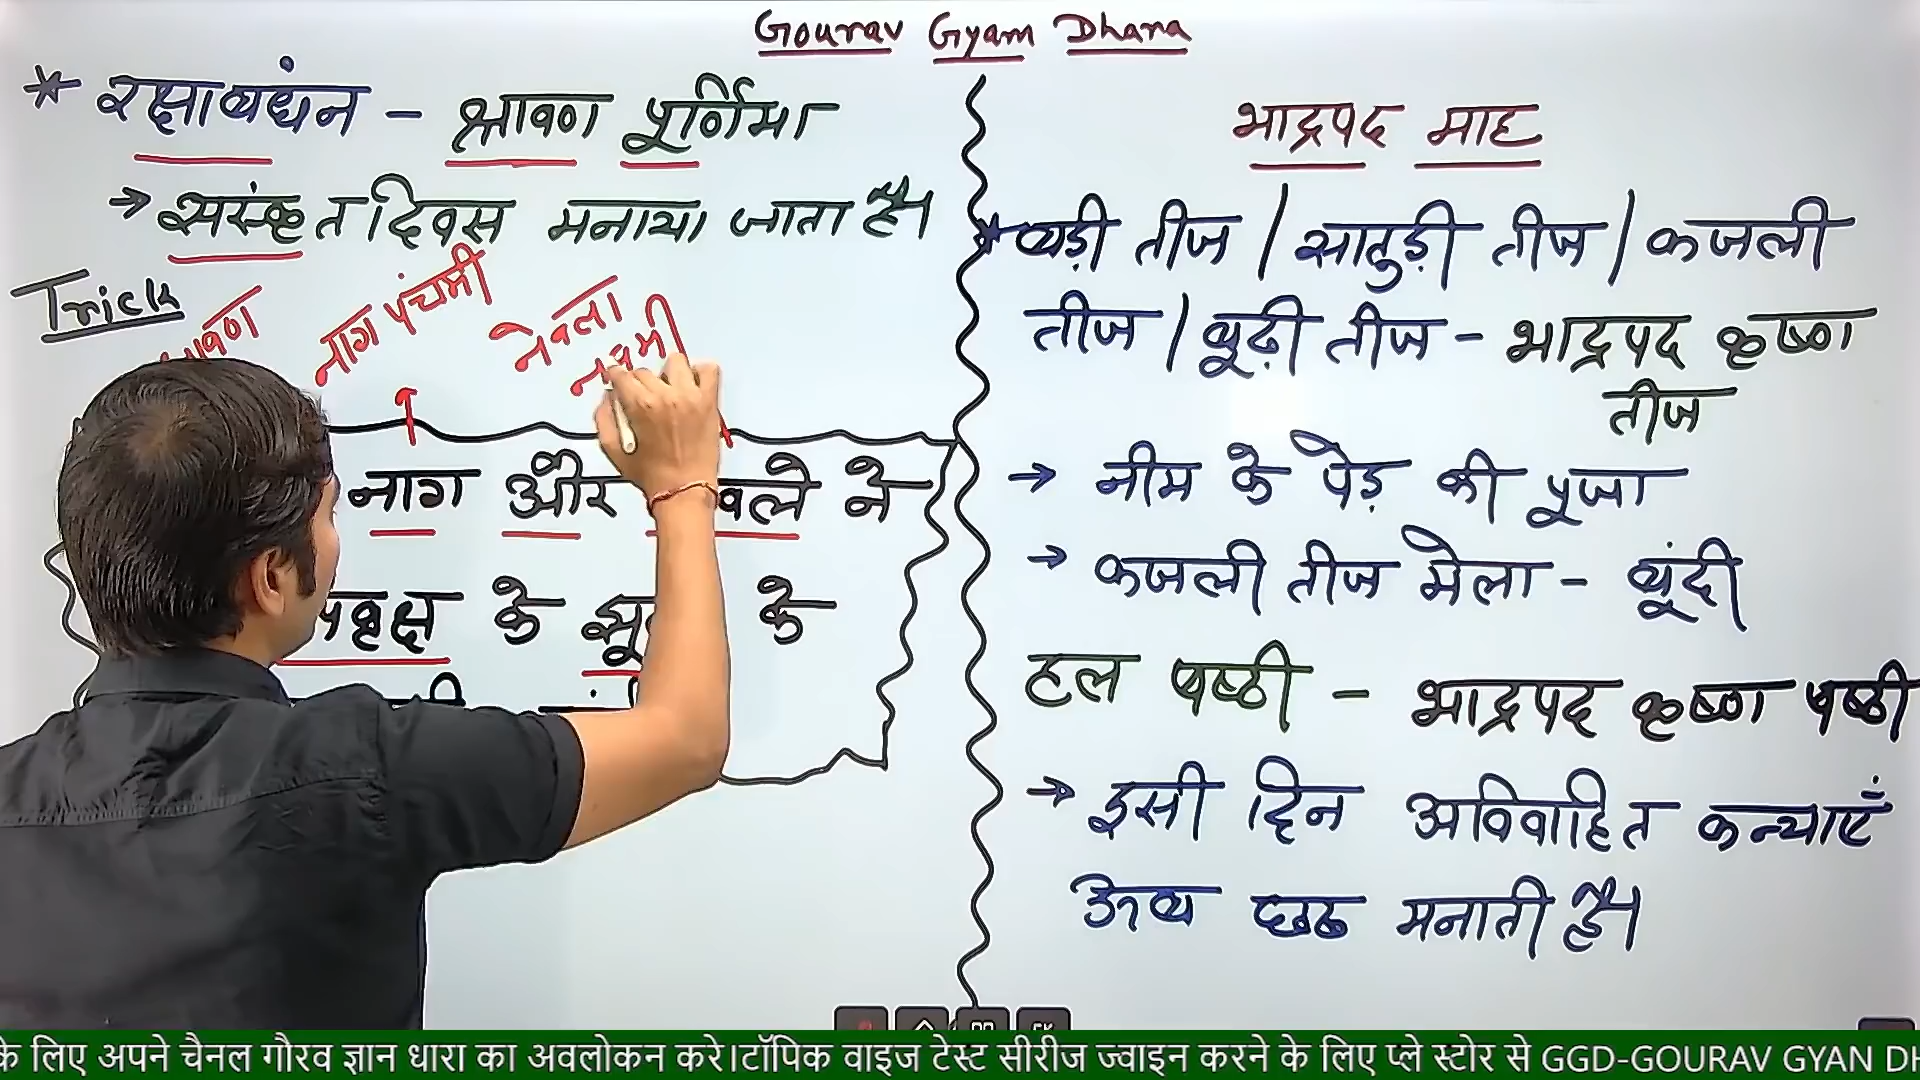 Gourav Gyam Dhara
* रक्षाबंधन - श्रावण पूर्णिमा
→ संस्कृत दिवस मनाया जाता है।
Trick
नाग पंचमी
नेवला
नवमी
नाग और ने
के के
भाद्रपद माह
* बड़ी तीज / सातुड़ी तीज / कजली
तीज / बूढ़ी तीज - भाद्रपद कृष्ण
तीज
→ नीम के पेड़ की पूजा
→ कजली तीज मेला - बूंदी
हल षष्ठी - भाद्रपद कृष्ण षष्ठी
→ इसी दिन अविवाहित कन्याएँ
ऊब छठ मनाती है।
के लिए अपने चैनल गौरव ज्ञान धारा का अवलोकन करे।टॉपिक वाइज टेस्ट सीरीज ज्वाइन करने के लिए प्ले स्टोर से GGD-GOURAV GYAN DH